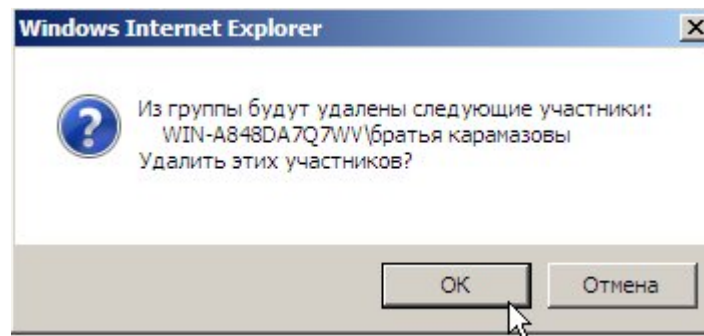 Windows Internet Explorer
Из группы будут удалены следующие участники:
WIN-A848DA7Q7WV\братья карамазовы
Удалить этих участников?
OK
Отмена